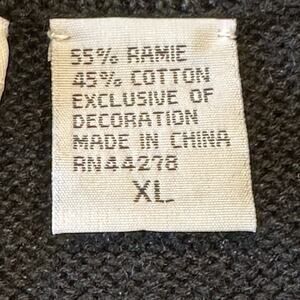 55% RAMIE
45% COTTON
EXCLUSIVE OF
DECORATION
MADE IN CHINA
RN44278
XL